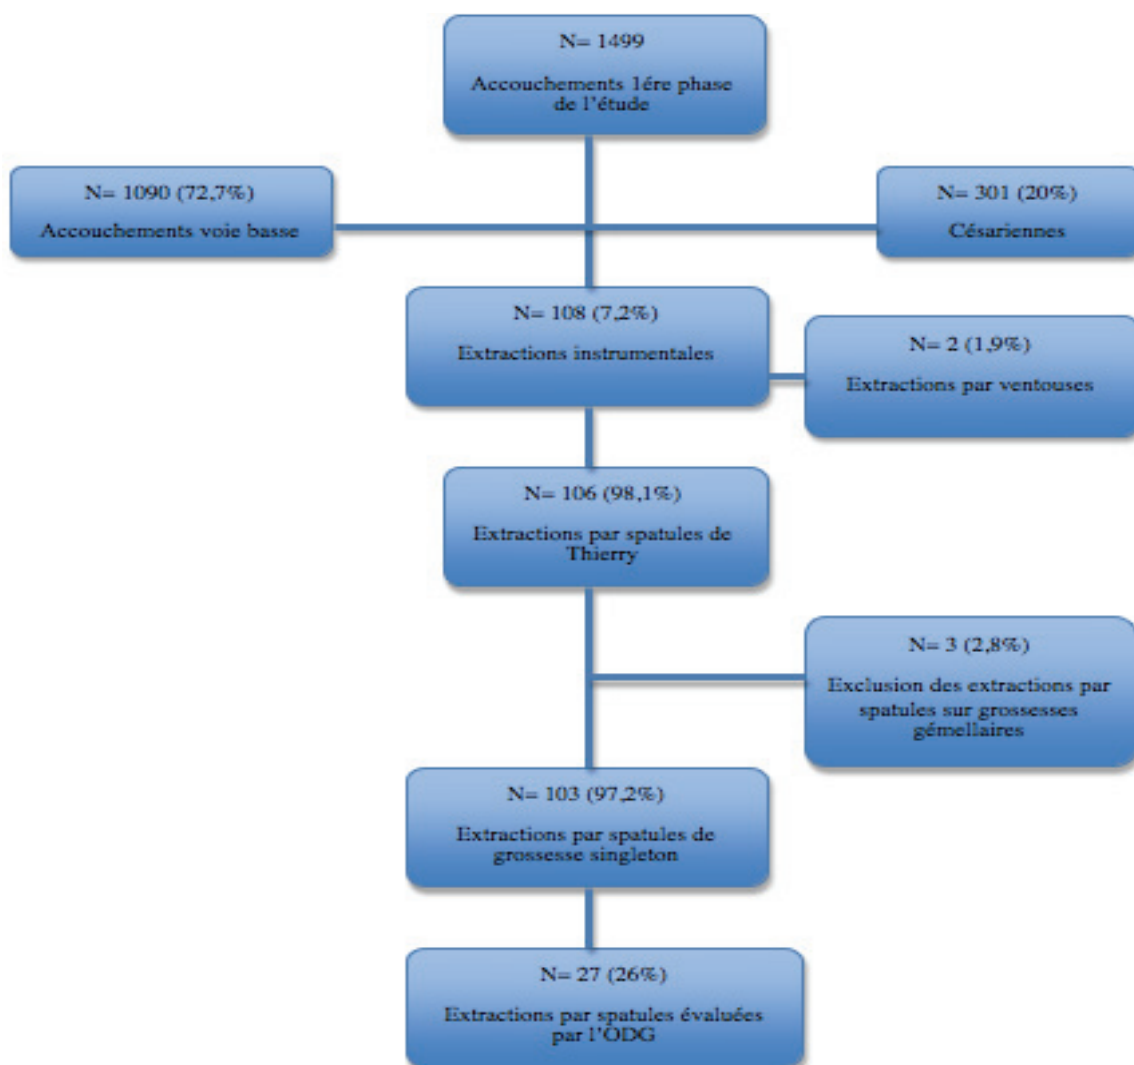 N= 1499
Accouchements 1ére phase
de l'étude
N= 1090 (72,7%)
Accouchements voie basse
N= 301 (20%)
Césariennes
N= 108 (7,2%)
Extractions instrumentales
N= 2 (1,9%)
Extractions par ventouses
N= 106 (98,1%)
Extractions par spatules de
Thierry
N= 3 (2,8%)
Exclusion des extractions par
spatules sur grossesses
gémellaires
N= 103 (97,2%)
Extractions par spatules de
grossesse singleton
N= 27 (26%)
Extractions par spatules évaluées
par l'ODG